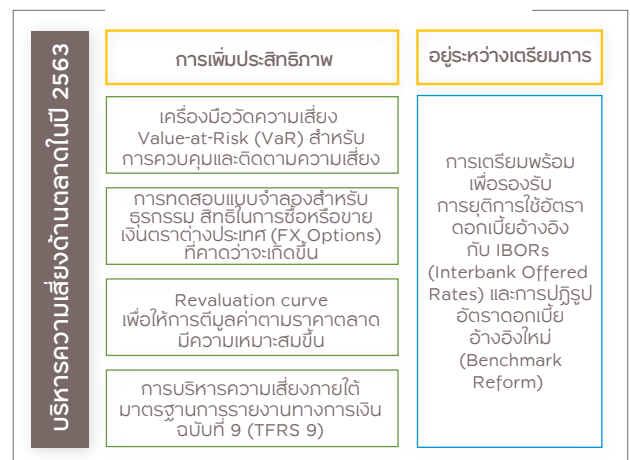 บริหารความเสี่ยงด้านตลาดในปี 2563
การเพิ่มประสิทธิภาพ
เครื่องมือวัดความเสี่ยง
Value-at-Risk (VaR) สำหรับ
การควบคุมและติดตามความเสี่ยง
การทดสอบแบบจำลองสำหรับ
ธุรกรรม สิทธิในการซื้อหรือขาย
เงินตราต่างประเทศ (FX Options)
ที่คาดว่าจะเกิดขึ้น
Revaluation curve
เพื่อให้การตีมูลค่าตามราคาตลาด
มีความเหมาะสมขึ้น
การบริหารความเสี่ยงภายใต้
มาตรฐานการรายงานทางการเงิน
ฉบับที่ 9 (TFRS 9)
อยู่ระหว่างเตรียมการ
การเตรียมพร้อม
เพื่อรองรับ
การยุติการใช้อัตรา
ดอกเบี้ยอ้างอิง
กับ IBORs
(Interbank Offered
Rates) และการปฏิรูป
อัตราดอกเบี้ย
อ้างอิงใหม่
(Benchmark
Reform)